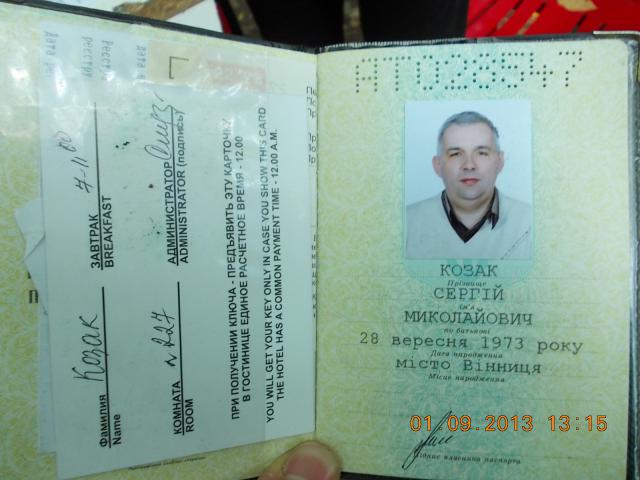 Фамилия Козак
Name
КОМНАТА № 227
ROOM
ЗАВТРАК 7-11 00
BREAKFAST
АДМИНИСТРАТОР
ADMINISTRATOR (подпись)
ПРИ ПОЛУЧЕНИИ КЛЮЧА - ПРЕДЪЯВИТЬ ЭТУ КАРТОЧКУ
В ГОСТИНИЦЕ ЕДИНОЕ РАСЧЕТНОЕ ВРЕМЯ - 12.00
YOU WILL GET YOUR KEY ONLY IN CASE YOU SHOW THIS CARD
THE HOTEL HAS A COMMON PAYMENT TIME - 12.00 A.M.
АТ028547
КОЗАК
Прізвище
СЕРГІЙ
Ім'я
МИКОЛАЙОВИЧ
по батькові
28 вересня 1973 року
Дата народження
місто Вінниця
Місце народження
Підпис власника паспорта
01.09.2013 13:15